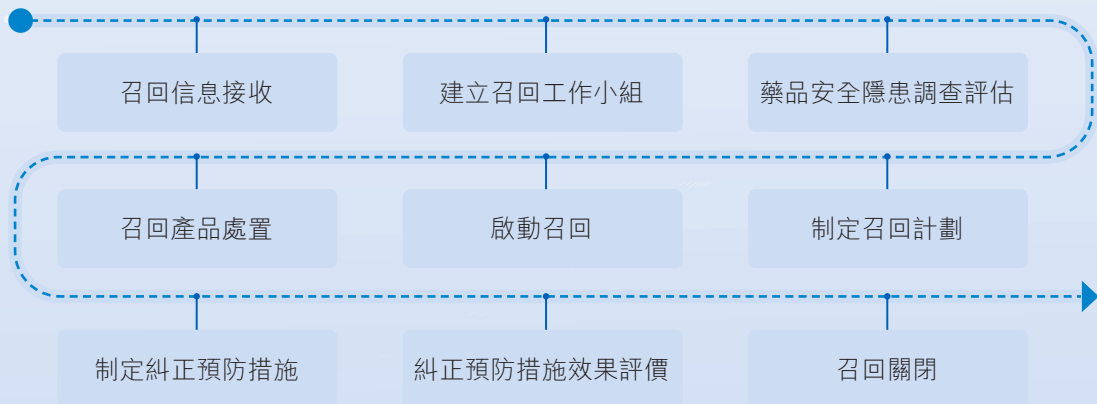 召回信息接收
建立召回工作小組
藥品安全隱患調查評估
制定召回計劃
啟動召回
召回產品處置
制定糾正預防措施
糾正預防措施效果評價
召回關閉